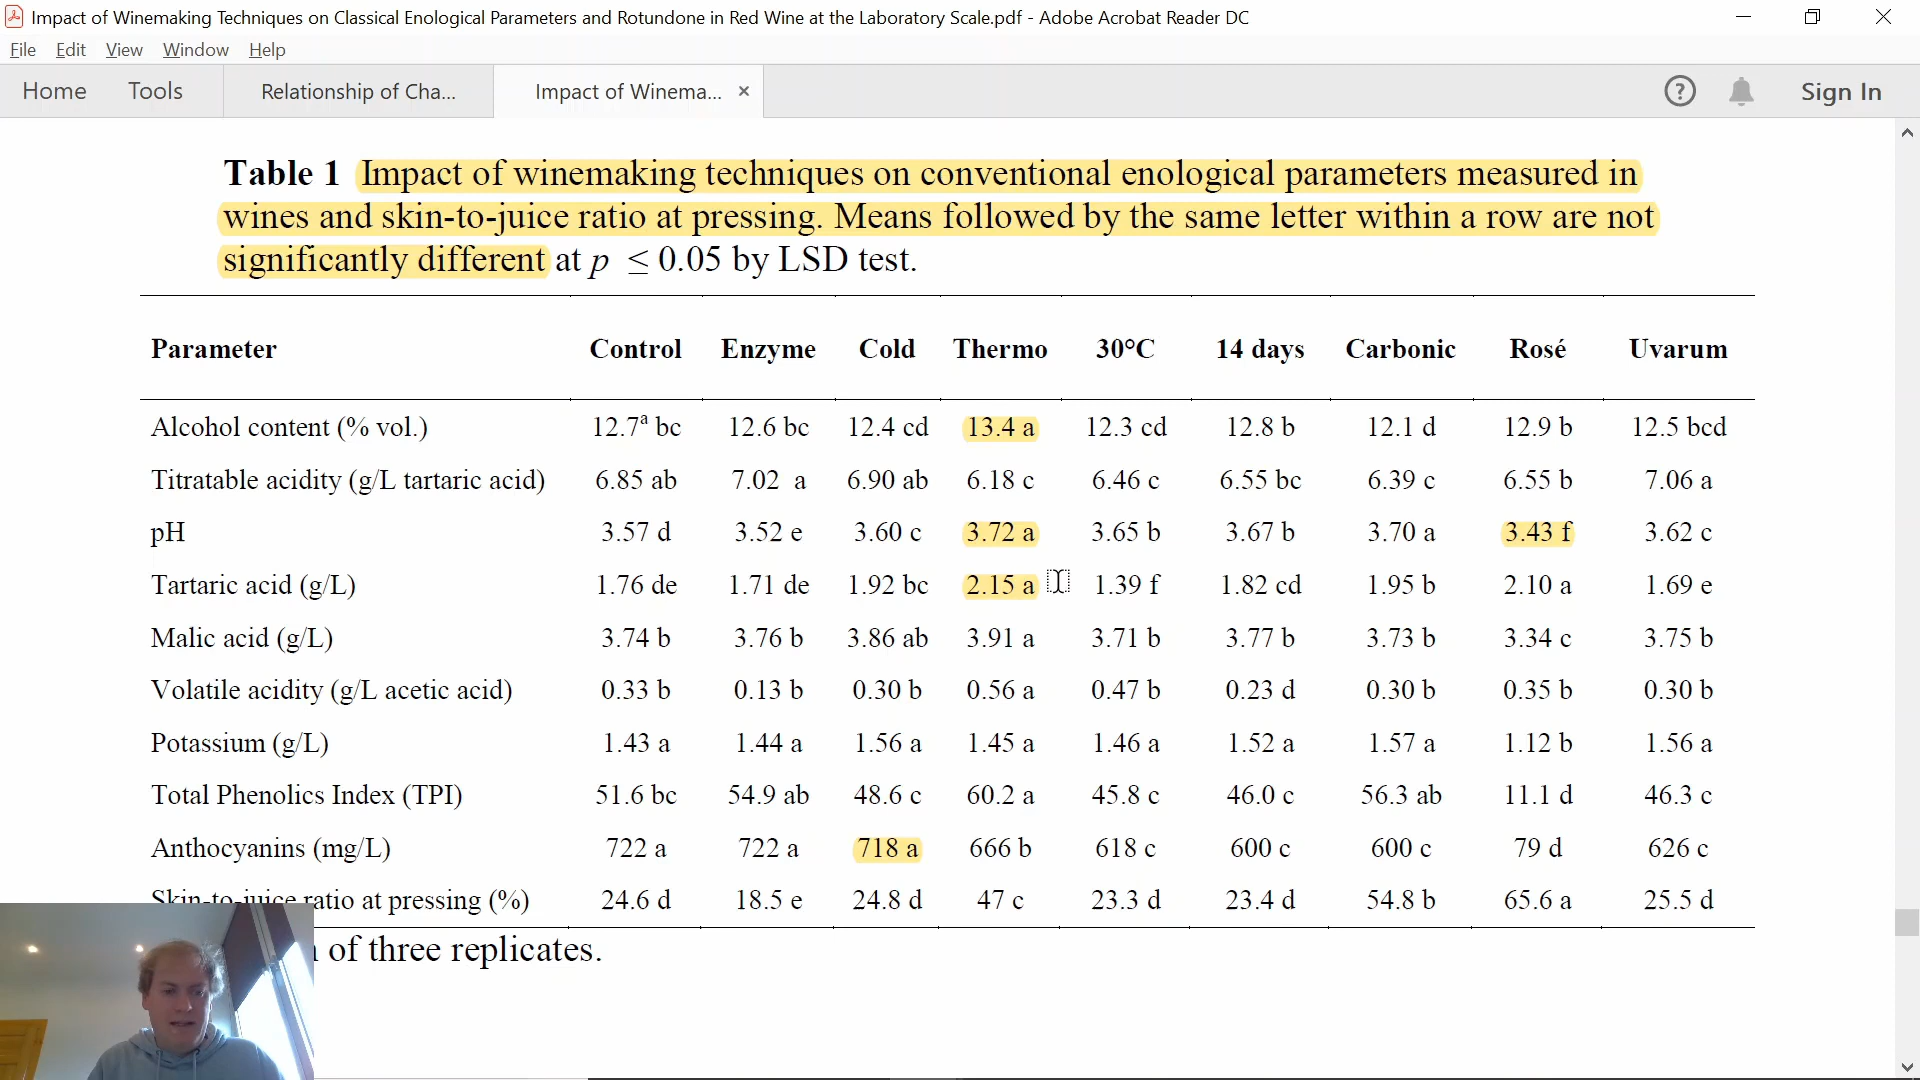 Impact of Winemaking Techniques on Classical Enological Parameters and Rotundone in Red Wine at the Laboratory Scale.pdf - Adobe Acrobat Reader DC
File Edit View Window Help
Home Tools Relationship of Cha... Impact of Winema... × ? Sign In
Table 1 Impact of winemaking techniques on conventional enological parameters measured in
wines and skin-to-juice ratio at pressing. Means followed by the same letter within a row are not
significantly different at p ≤ 0.05 by LSD test.
Parameter Control Enzyme Cold Thermo 30°C 14 days Carbonic Rosé Uvarum
Alcohol content (% vol.) 12.7ª bc 12.6 bc 12.4 cd 13.4 a 12.3 cd 12.8 b 12.1 d 12.9 b 12.5 bcd
Titratable acidity (g/L tartaric acid) 6.85 ab 7.02 a 6.90 ab 6.18 c 6.46 c 6.55 bc 6.39 c 6.55 b 7.06 a
pH 3.57 d 3.52 e 3.60 c 3.72 a 3.65 b 3.67 b 3.70 a 3.43 f 3.62 c
Tartaric acid (g/L) 1.76 de 1.71 de 1.92 bc 2.15 a 1.39 f 1.82 cd 1.95 b 2.10 a 1.69 e
Malic acid (g/L) 3.74 b 3.76 b 3.86 ab 3.91 a 3.71 b 3.77 b 3.73 b 3.34 c 3.75 b
Volatile acidity (g/L acetic acid) 0.33 b 0.13 b 0.30 b 0.56 a 0.47 b 0.23 d 0.30 b 0.35 b 0.30 b
Potassium (g/L) 1.43 a 1.44 a 1.56 a 1.45 a 1.46 a 1.52 a 1.57 a 1.12 b 1.56 a
Total Phenolics Index (TPI) 51.6 bc 54.9 ab 48.6 c 60.2 a 45.8 c 46.0 c 56.3 ab 11.1 d 46.3 c
Anthocyanins (mg/L) 722 a 722 a 718 a 666 b 618 c 600 c 600 c 79 d 626 c
Skin-to-juice ratio at pressing (%) 24.6 d 18.5 e 24.8 d 47 c 23.3 d 23.4 d 54.8 b 65.6 a 25.5 d
of three replicates.